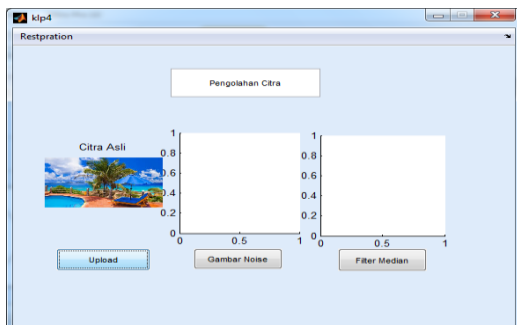 klp4
Restpration
Pengolahan Citra
Citra Asli
1
0.8
0.6
0.4
0.2
0
0 0.5 1
1
0.8
0.6
0.4
0.2
0
0 0.5 1
Upload
Gambar Noise
Filter Median